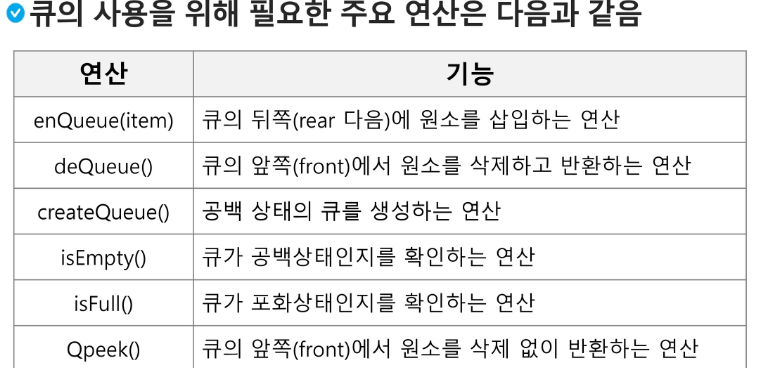 큐의 사용을 위해 필요한 주요 연산은 다음과 같음
연산 기능
enQueue(item) 큐의 뒤쪽(rear 다음)에 원소를 삽입하는 연산
deQueue() 큐의 앞쪽(front)에서 원소를 삭제하고 반환하는 연산
createQueue() 공백 상태의 큐를 생성하는 연산
isEmpty() 큐가 공백상태인지를 확인하는 연산
isFull() 큐가 포화상태인지를 확인하는 연산
Qpeek() 큐의 앞쪽(front)에서 원소를 삭제 없이 반환하는 연산